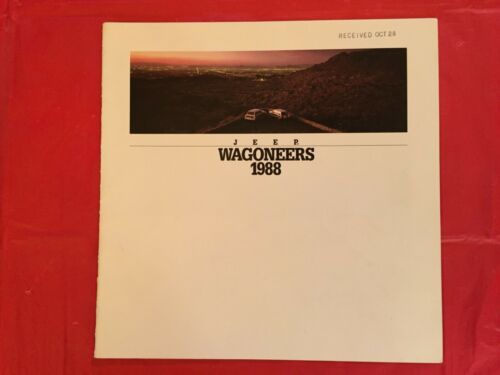 RECEIVED OCT 28
JEEP
WAGONEERS
1988